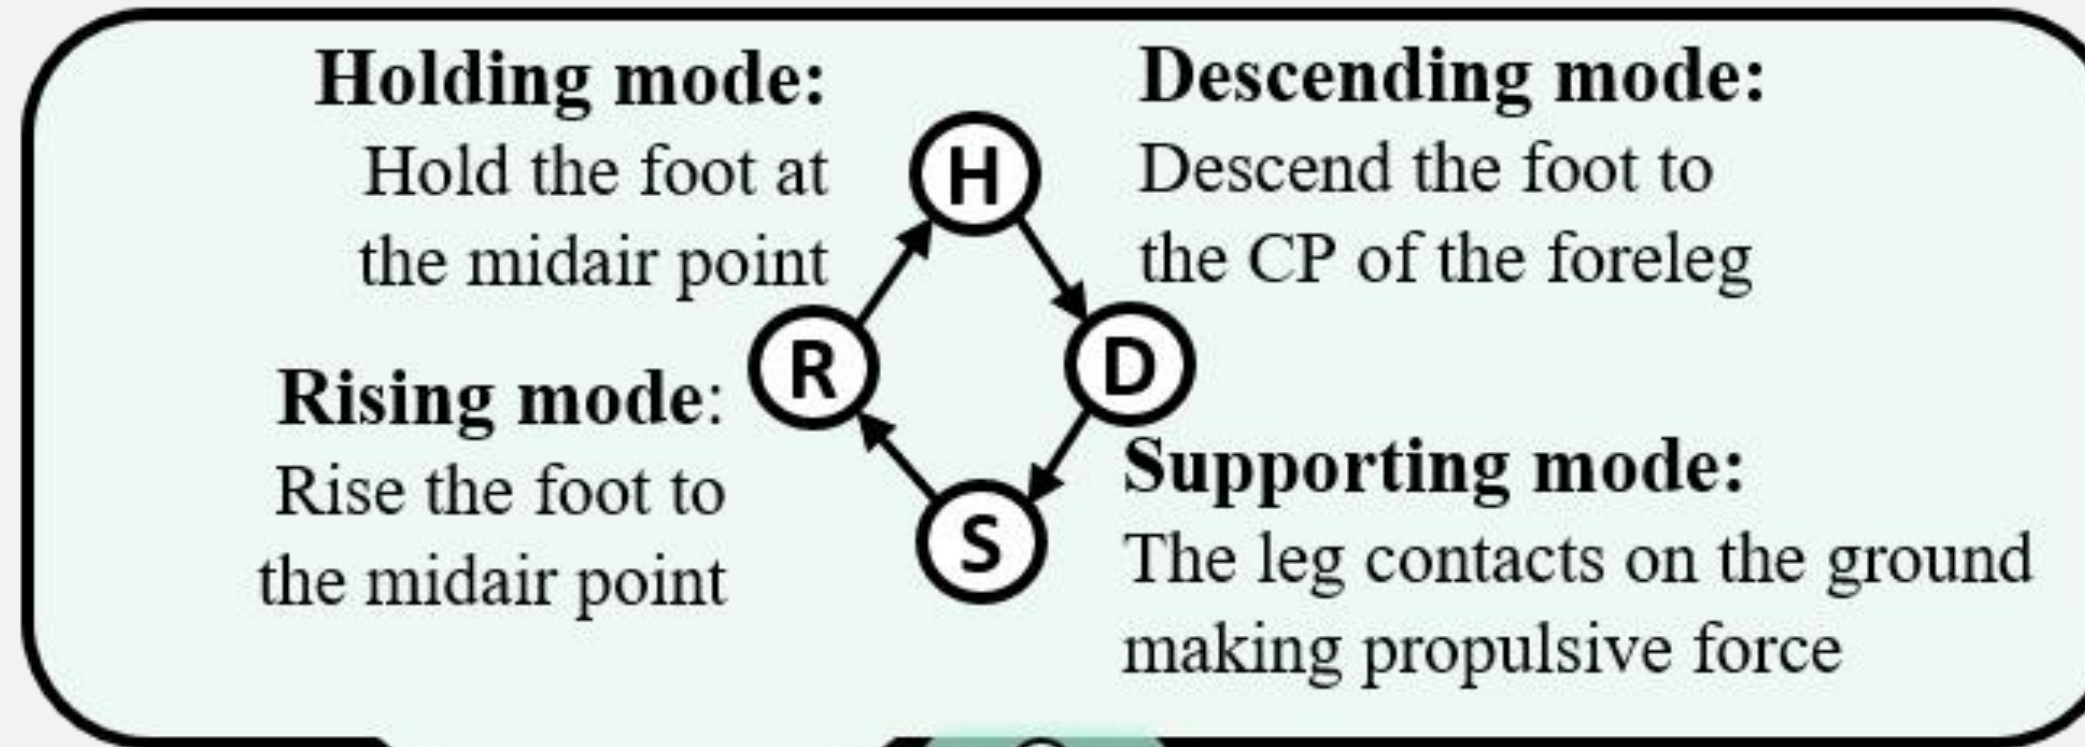 Holding mode:
Hold the foot at
the midair point
Descending mode:
Descend the foot to
the CP of the foreleg
H
R
D
S
Rising mode:
Rise the foot to
the midair point
Supporting mode:
The leg contacts on the ground
making propulsive force